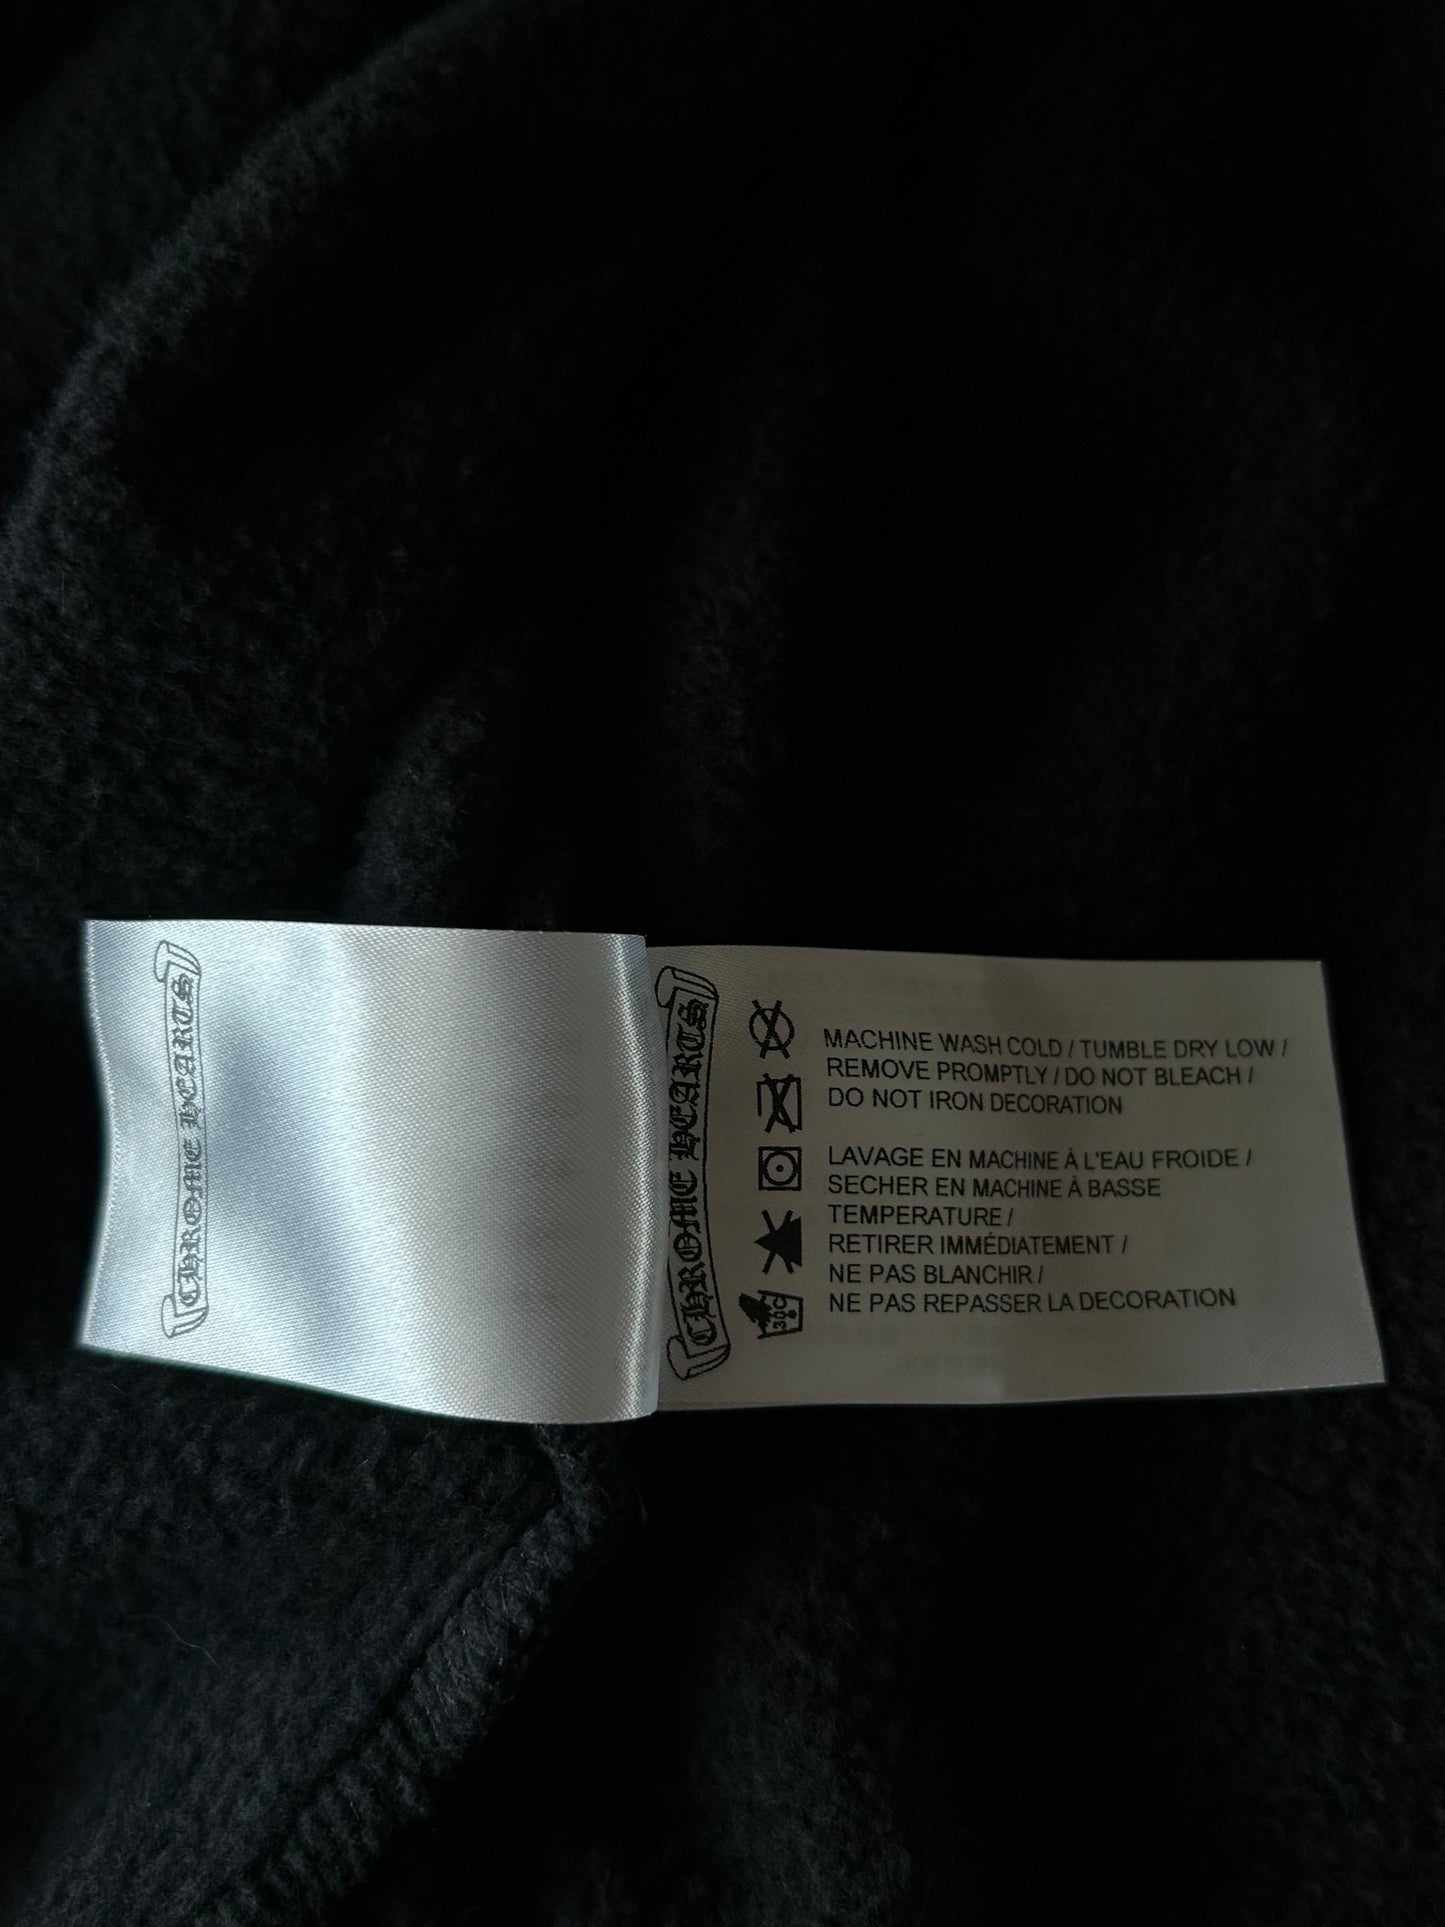 CHROME HEARTS
CHROME HEARTS
MACHINE WASH COLD / TUMBLE DRY LOW /
REMOVE PROMPTLY / DO NOT BLEACH /
DO NOT IRON DECORATION
LAVAGE EN MACHINE À L'EAU FROIDE /
SECHER EN MACHINE À BASSE
TEMPERATURE /
RETIRER IMMÉDIATEMENT /
NE PAS BLANCHIR /
NE PAS REPASSER LA DECORATION
30C